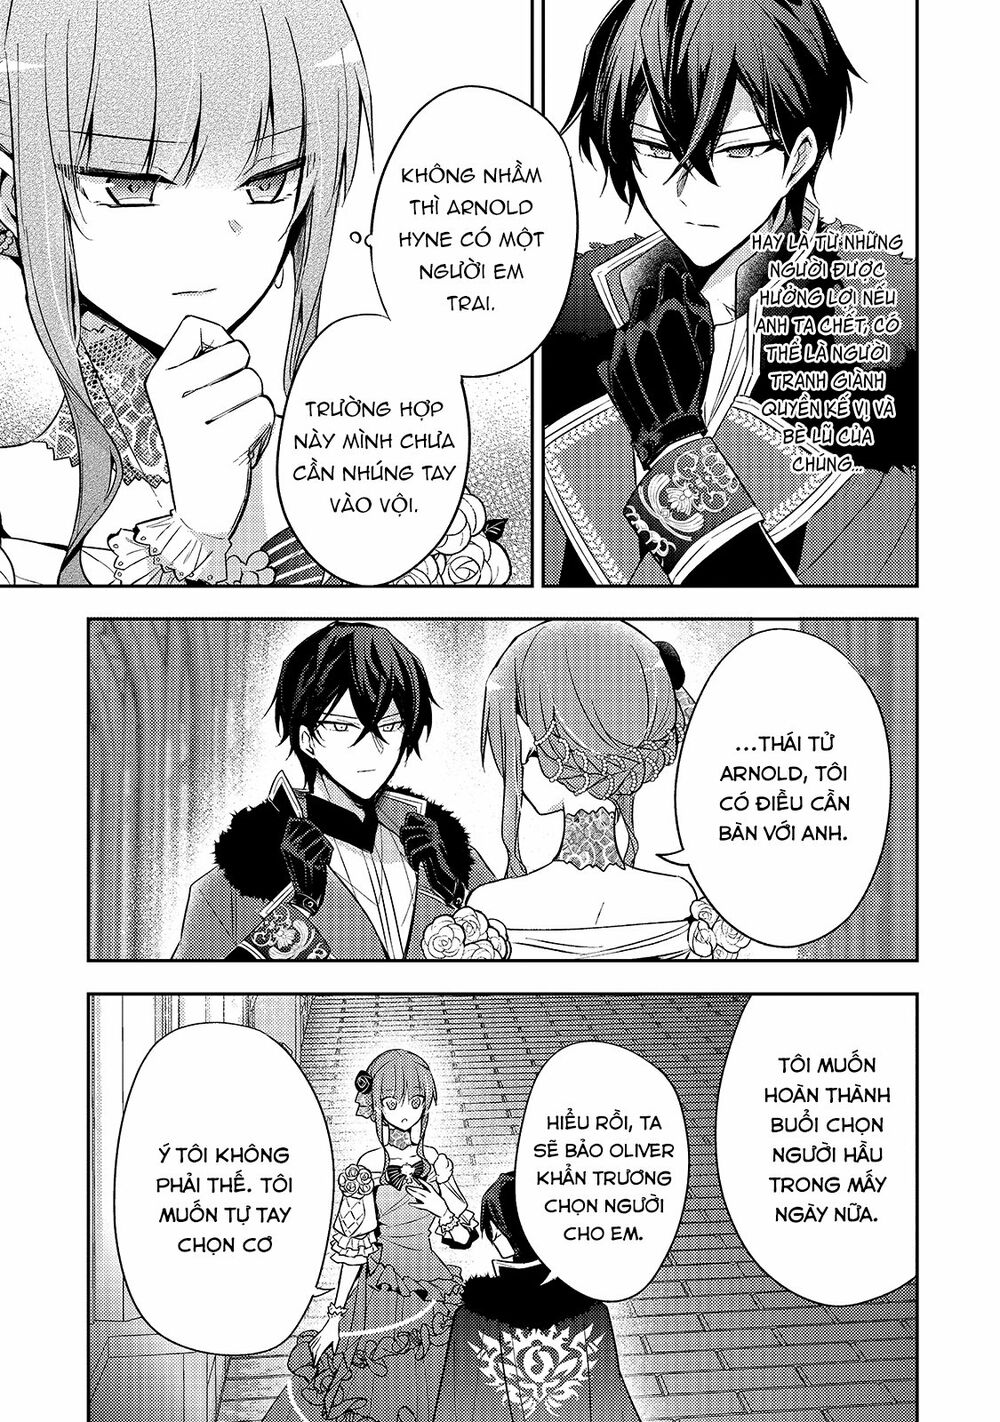 HAY LÀ TỪ NHỮNG
NGƯỜI ĐƯỢC
HƯỞNG LỢI NẾU
ANH TA CHẾT, CÓ
THỂ LÀ NGƯỜI
TRANH GIÀNH
QUYỀN KẾ VỊ VÀ
BÈ LŨ CỦA
CHÚNG...
KHÔNG NHẦM
THÌ ARNOLD
HYNE CÓ MỘT
NGƯỜI EM
TRAI.
TRƯỜNG HỢP
NÀY MÌNH CHƯA
CẦN NHÚNG TAY
VÀO VỘI.
...THÁI TỬ
ARNOLD, TÔI
CÓ ĐIỀU CẦN
BÀN VỚI ANH.
TÔI MUỐN
HOÀN THÀNH
BUỔI CHỌN
NGƯỜI HẦU
TRONG MẤY
NGÀY NỮA.
HIỂU RỒI, TA
SẼ BẢO OLIVER
KHẨN TRƯƠNG
CHỌN NGƯỜI
CHO EM.
Ý TÔI KHÔNG
PHẢI THẾ. TÔI
MUỐN TỰ TAY
CHỌN CƠ